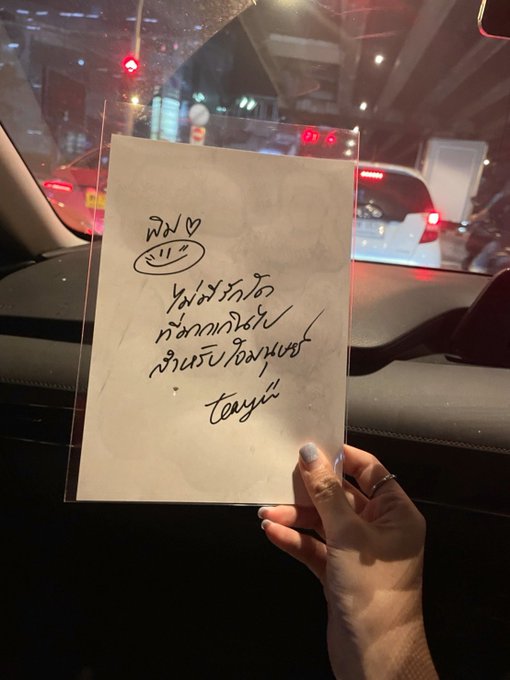 พิม ♡
ไม่มีรักใด
ที่มากเกินไป
สำหรับใจมนุษย์